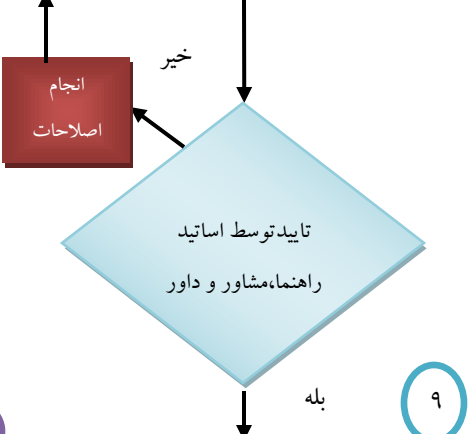 خیر
انجام
اصلاحات
تاییدتوسط اساتید
راهنما،مشاور و داور
بله
۹